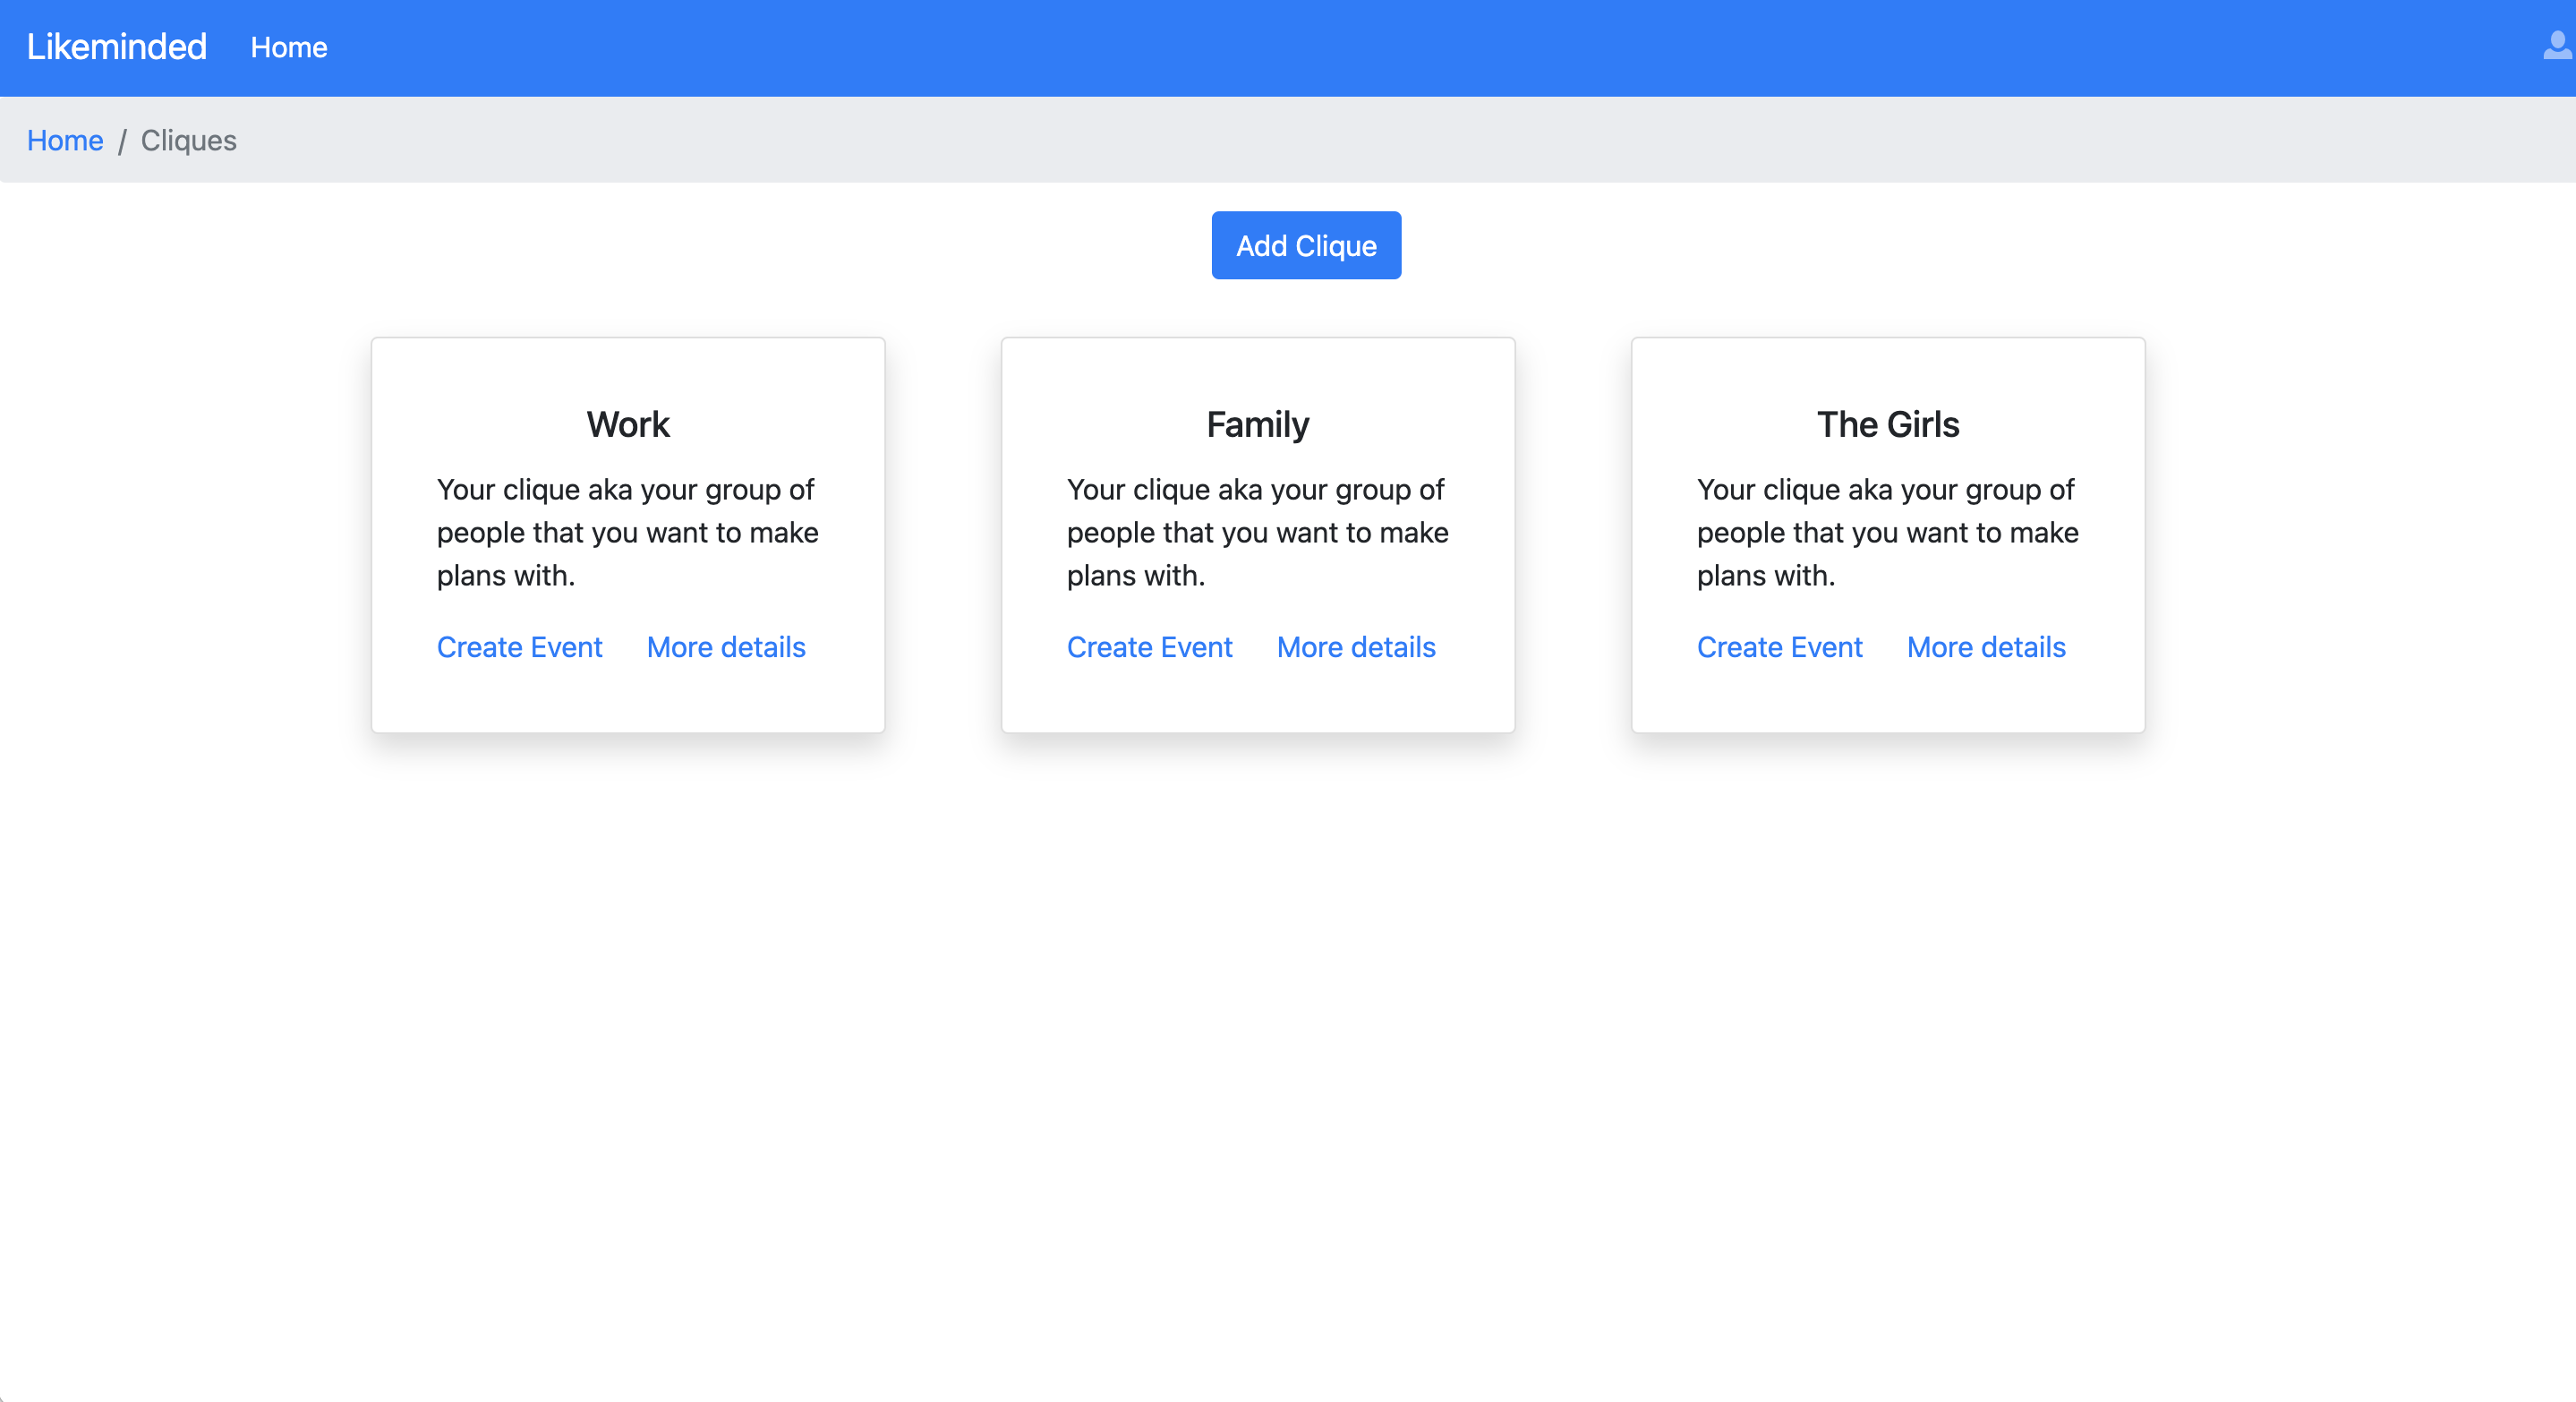 Likeminded Home
Home / Cliques
Add Clique
Work
Your clique aka your group of
people that you want to make
plans with.
Create Event More details
Family
Your clique aka your group of
people that you want to make
plans with.
Create Event More details
The Girls
Your clique aka your group of
people that you want to make
plans with.
Create Event More details